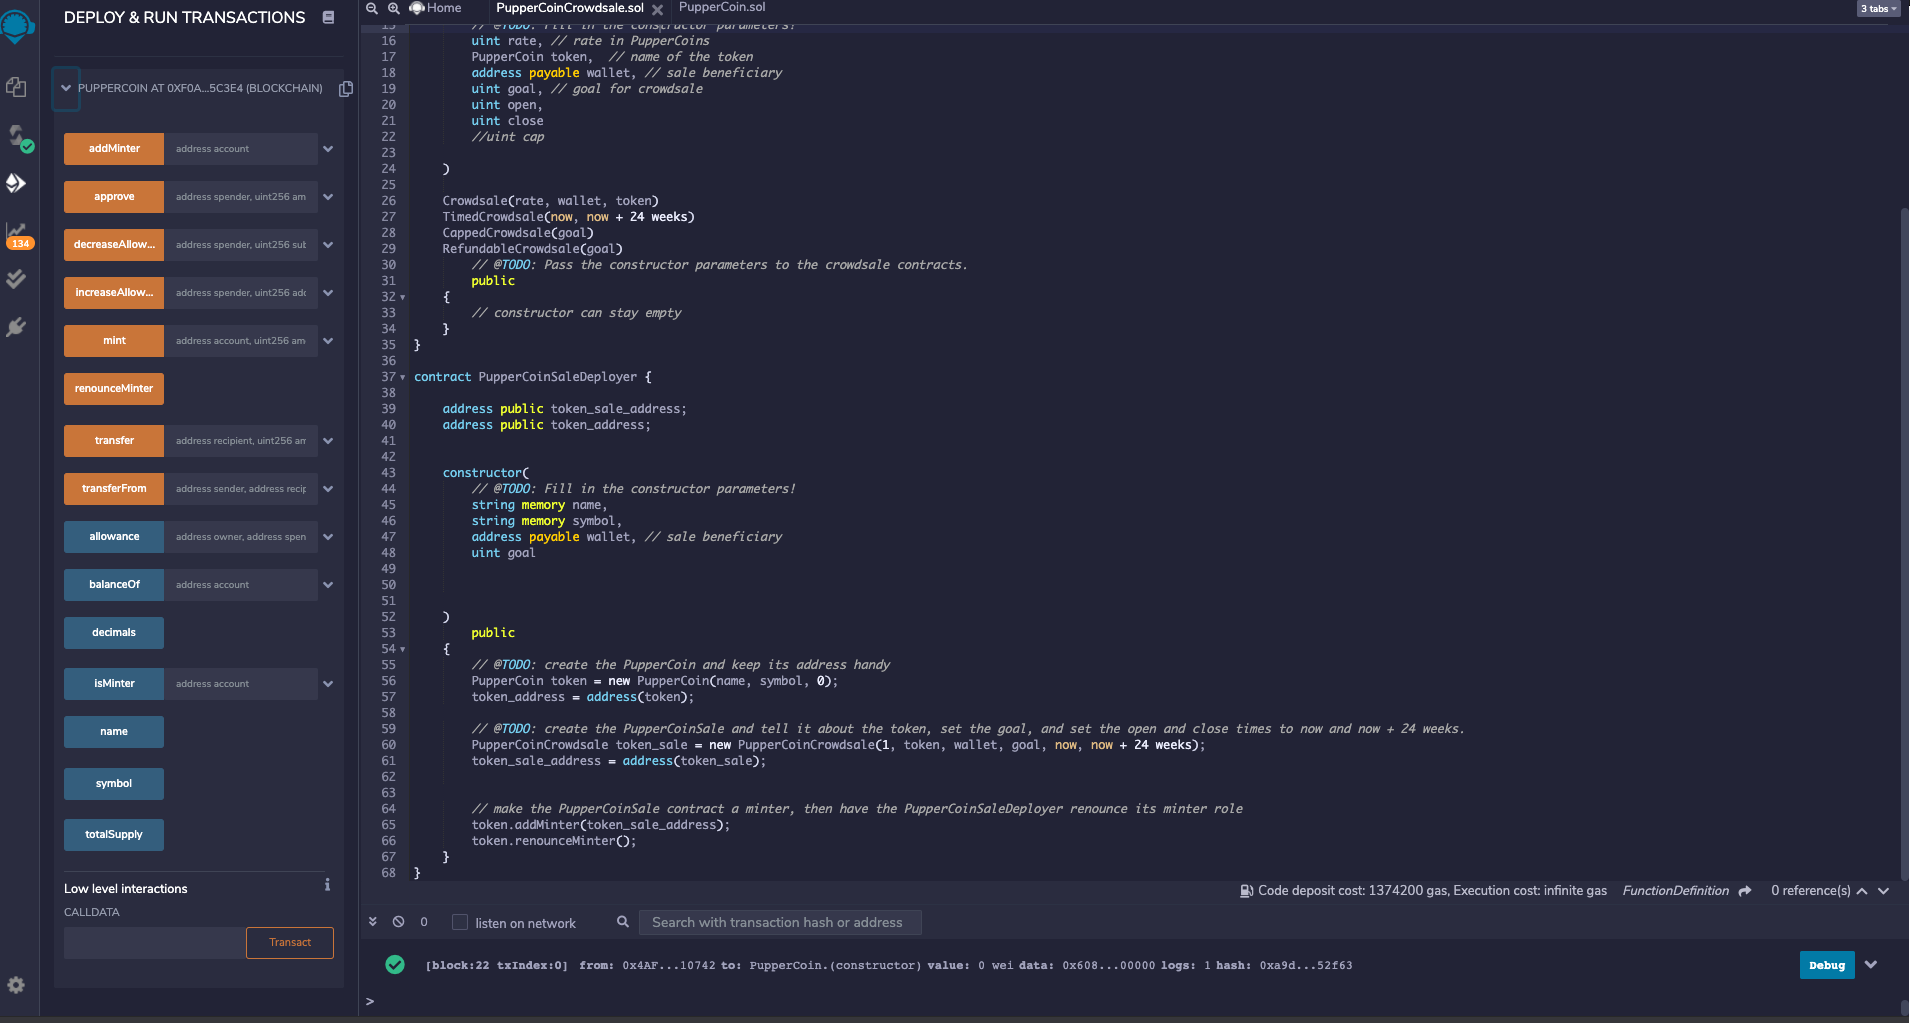 DEPLOY & RUN TRANSACTIONS
PUPPERCOIN AT 0XF0A...5C3E4 (BLOCKCHAIN)
134
addMinter address account
approve address spender, uint256 am
decreaseAllow... address spender, uint256 sub
increaseAllow... address spender, uint256 add
mint address account, uint256 am
renounceMinter
transfer address recipient, uint256 am
transferFrom address sender, address recip
allowance address owner, address spen
balanceOf address account
decimals
isMinter address account
name
symbol
totalSupply
Low level interactions
CALLDATA
Transact
Home PupperCoinCrowdsale.sol PupperCoin.sol
3 tabs
15 // @TODO: Fill in the constructor parameters!
16 uint rate, // rate in PupperCoins
17 PupperCoin token, // name of the token
18 address payable wallet, // sale beneficiary
19 uint goal, // goal for crowdsale
20 uint open,
21 uint close
22 //uint cap
23
24 )
25
26 Crowdsale(rate, wallet, token)
27 TimedCrowdsale(now, now + 24 weeks)
28 CappedCrowdsale(goal)
29 RefundableCrowdsale(goal)
30 // @TODO: Pass the constructor parameters to the crowdsale contracts.
31 public
32 {
33 // constructor can stay empty
34 }
35 }
36
37 contract PupperCoinSaleDeployer {
38
39 address public token_sale_address;
40 address public token_address;
41
42
43 constructor(
44 // @TODO: Fill in the constructor parameters!
45 string memory name,
46 string memory symbol,
47 address payable wallet, // sale beneficiary
48 uint goal
49
50
51
52 )
53 public
54 {
55 // @TODO: create the PupperCoin and keep its address handy
56 PupperCoin token = new PupperCoin(name, symbol, 0);
57 token_address = address(token);
58
59 // @TODO: create the PupperCoinSale and tell it about the token, set the goal, and set the open and close times to now and now + 24 weeks.
60 PupperCoinCrowdsale token_sale = new PupperCoinCrowdsale(1, token, wallet, goal, now, now + 24 weeks);
61 token_sale_address = address(token_sale);
62
63
64 // make the PupperCoinSale contract a minter, then have the PupperCoinSaleDeployer renounce its minter role
65 token.addMinter(token_sale_address);
66 token.renounceMinter();
67 }
68 }
Code deposit cost: 1374200 gas, Execution cost: infinite gas FunctionDefinition 0 reference(s)
0 listen on network Search with transaction hash or address
[block:22 txIndex:0] from: 0x4AF...10742 to: PupperCoin.(constructor) value: 0 wei data: 0x608...00000 logs: 1 hash: 0xa9d...52f63
Debug
>